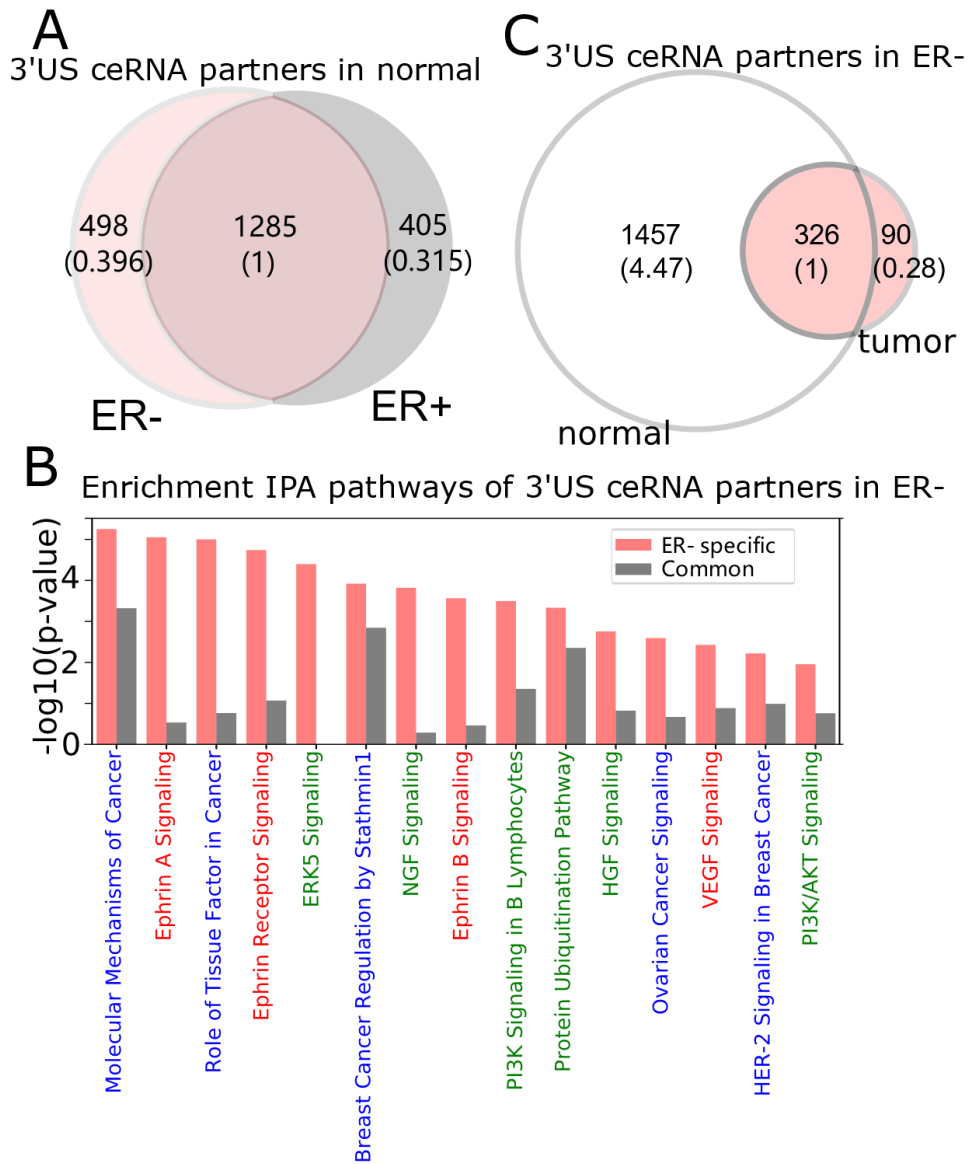 A
3'US ceRNA partners in normal
498
(0.396)
1285
(1)
405
(0.315)
ER-
ER+
C
3'US ceRNA partners in ER-
1457
(4.47)
326
(1)
90
(0.28)
tumor
normal
B
Enrichment IPA pathways of 3'US ceRNA partners in ER-
-log10(p-value)
4
2
0
ER- specific
Common
Molecular Mechanisms of Cancer
Ephrin A Signaling
Role of Tissue Factor in Cancer
Ephrin Receptor Signaling
ERK5 Signaling
Breast Cancer Regulation by Stathmin1
NGF Signaling
Ephrin B Signaling
PI3K Signaling in B Lymphocytes
Protein Ubiquitination Pathway
HGF Signaling
Ovarian Cancer Signaling
VEGF Signaling
HER-2 Signaling in Breast Cancer
PI3K/AKT Signaling